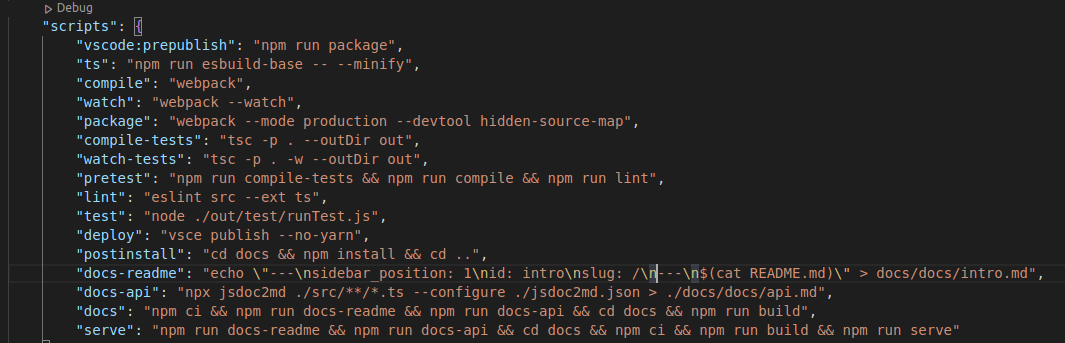 Debug
"scripts": {
"vscode:prepublish": "npm run package",
"ts": "npm run esbuild-base -- --minify",
"compile": "webpack",
"watch": "webpack --watch",
"package": "webpack --mode production --devtool hidden-source-map",
"compile-tests": "tsc -p . --outDir out",
"watch-tests": "tsc -p . -w --outDir out",
"pretest": "npm run compile-tests && npm run compile && npm run lint",
"lint": "eslint src --ext ts",
"test": "node ./out/test/runTest.js",
"deploy": "vsce publish --no-yarn",
"postinstall": "cd docs && npm install && cd ..",
"docs-readme": "echo \"---\nsidebar_position: 1\nid: intro\nslug: /\n---\n$(cat README.md)\" > docs/docs/intro.md",
"docs-api": "npx jsdoc2md ./src/**/*.ts --configure ./jsdoc2md.json > ./docs/docs/api.md",
"docs": "npm ci && npm run docs-readme && npm run docs-api && cd docs && npm run build",
"serve": "npm run docs-readme && npm run docs-api && cd docs && npm ci && npm run build && npm run serve"